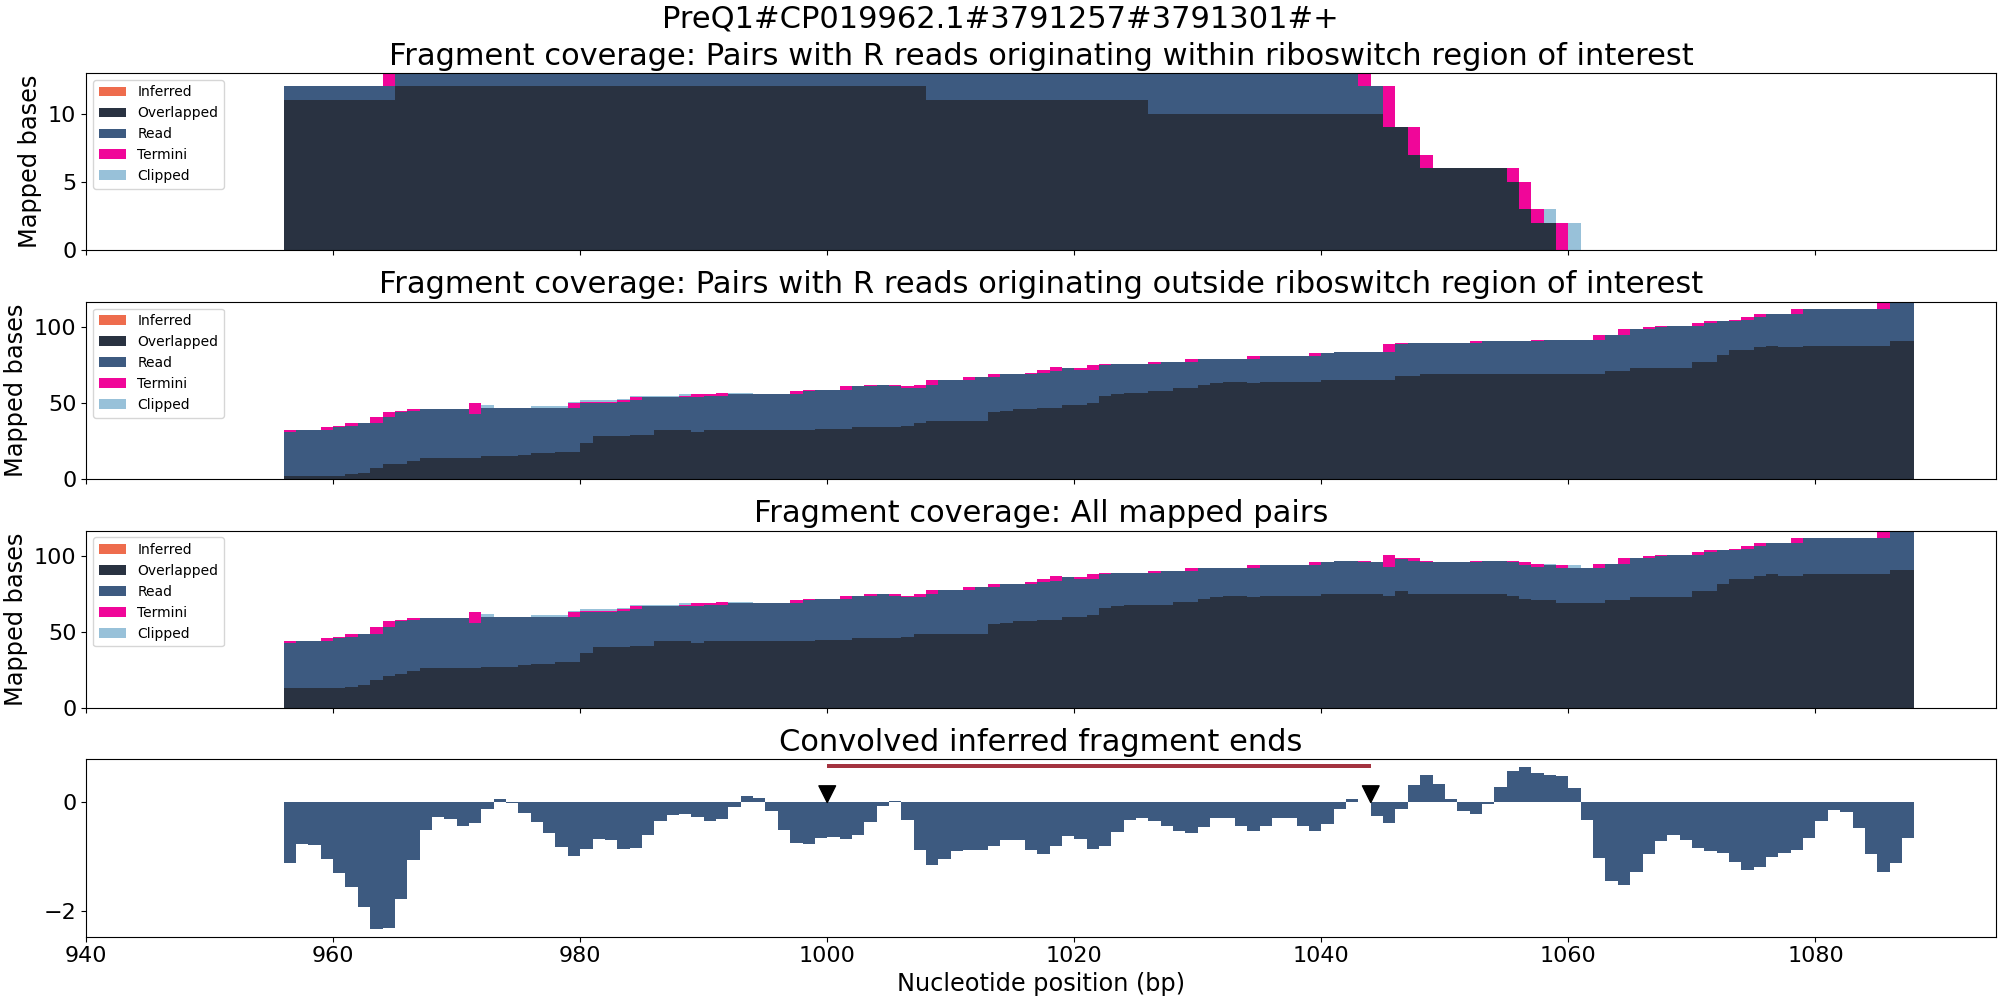 PreQ1#CP019962.1#3791257#3791301#+
Fragment coverage: Pairs with R reads originating within riboswitch region of interest
Mapped bases
10
5
0
Inferred
Overlapped
Read
Termini
Clipped
Fragment coverage: Pairs with R reads originating outside riboswitch region of interest
Mapped bases
100
50
0
Inferred
Overlapped
Read
Termini
Clipped
Fragment coverage: All mapped pairs
Mapped bases
100
50
0
Inferred
Overlapped
Read
Termini
Clipped
Convolved inferred fragment ends
0
−2
940 960 980 1000 1020 1040 1060 1080
Nucleotide position (bp)